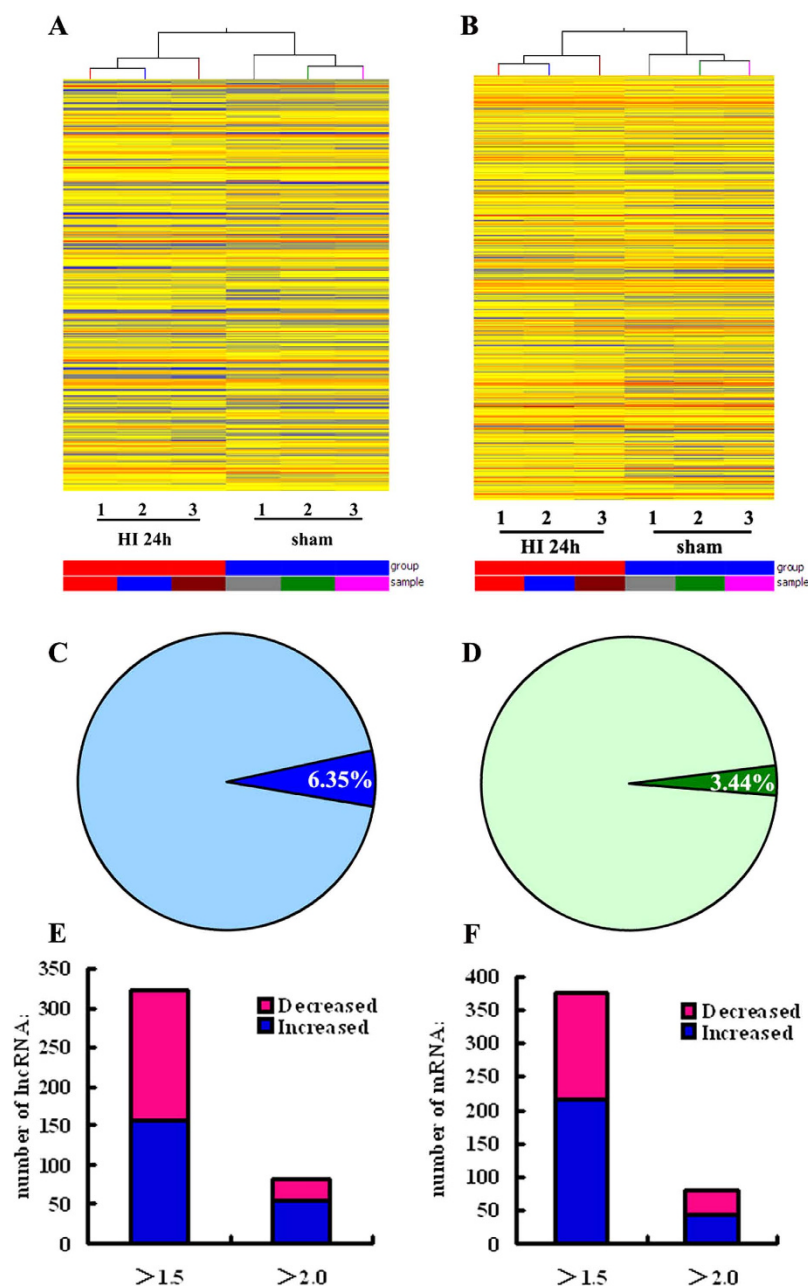 A
B
1 2 3 1 2 3
HI 24h sham
group
sample
1 2 3 1 2 3
HI 24h sham
group
sample
C
6.35%
D
3.44%
E
number of lncRNA:
350
300
250
200
150
100
50
0
Decreased
Increased
>1.5 >2.0
F
number of mRNA:
400
350
300
250
200
150
100
50
0
Decreased
Increased
>1.5 >2.0